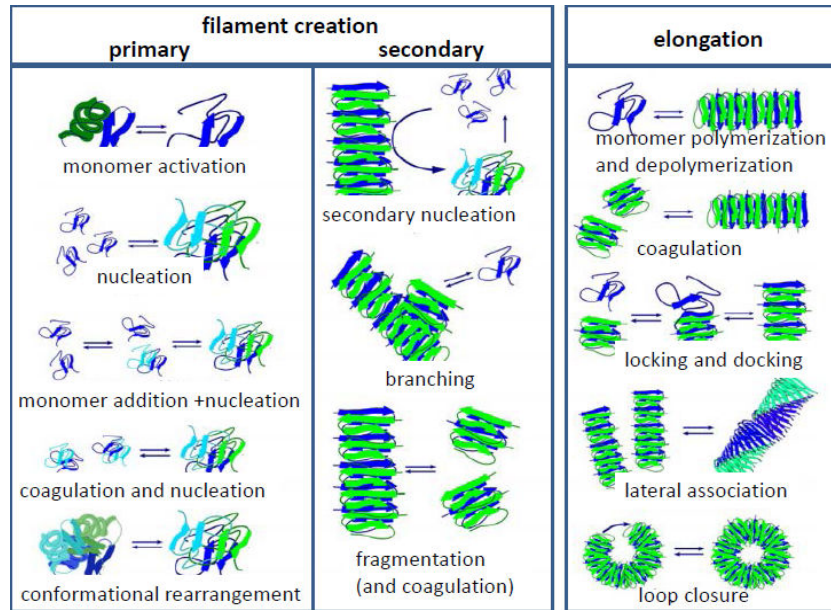 filament creation
primary
secondary
elongation
monomer activation
nucleation
monomer addition +nucleation
coagulation and nucleation
conformational rearrangement
secondary nucleation
branching
fragmentation
(and coagulation)
monomer polymerization
and depolymerization
coagulation
locking and docking
lateral association
loop closure